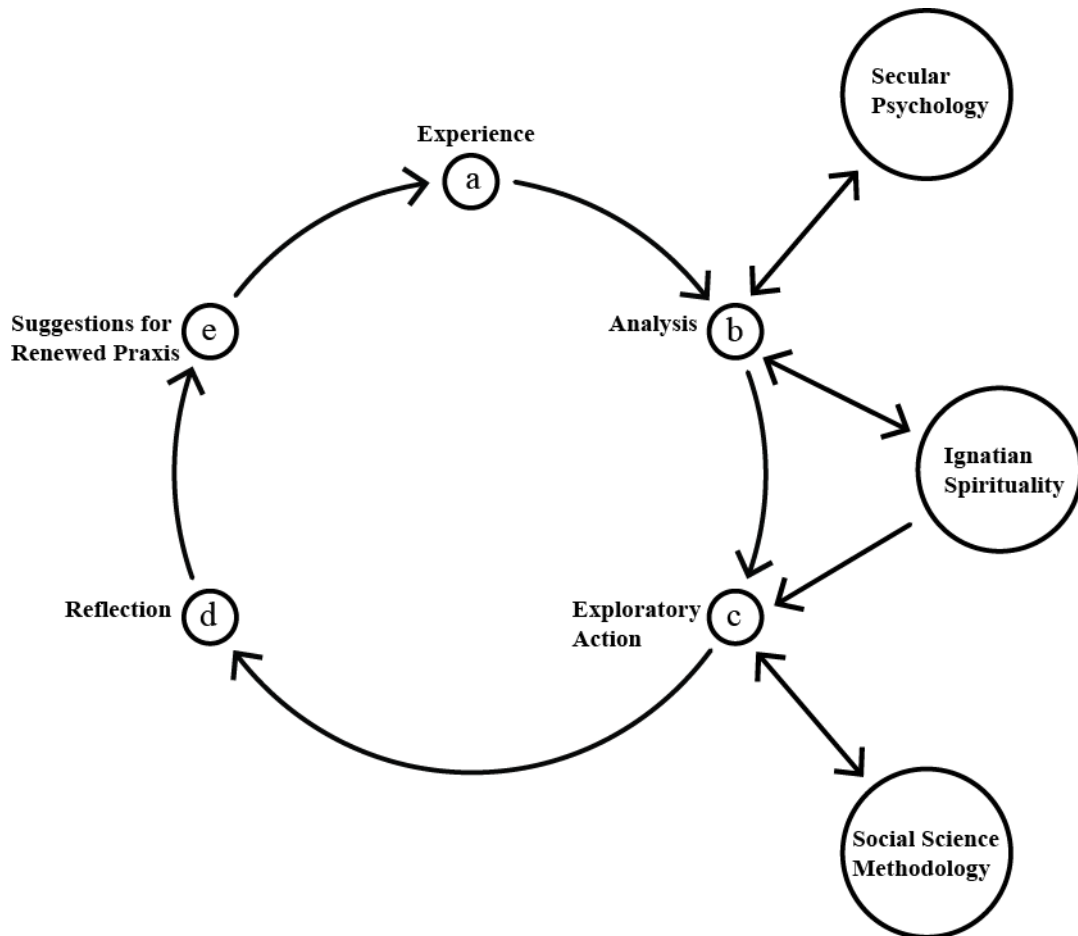 Secular
Psychology
Experience
a
Suggestions for
Renewed Praxis
e
Analysis
b
Ignatian
Spirituality
Reflection
d
Exploratory
Action
c
Social Science
Methodology